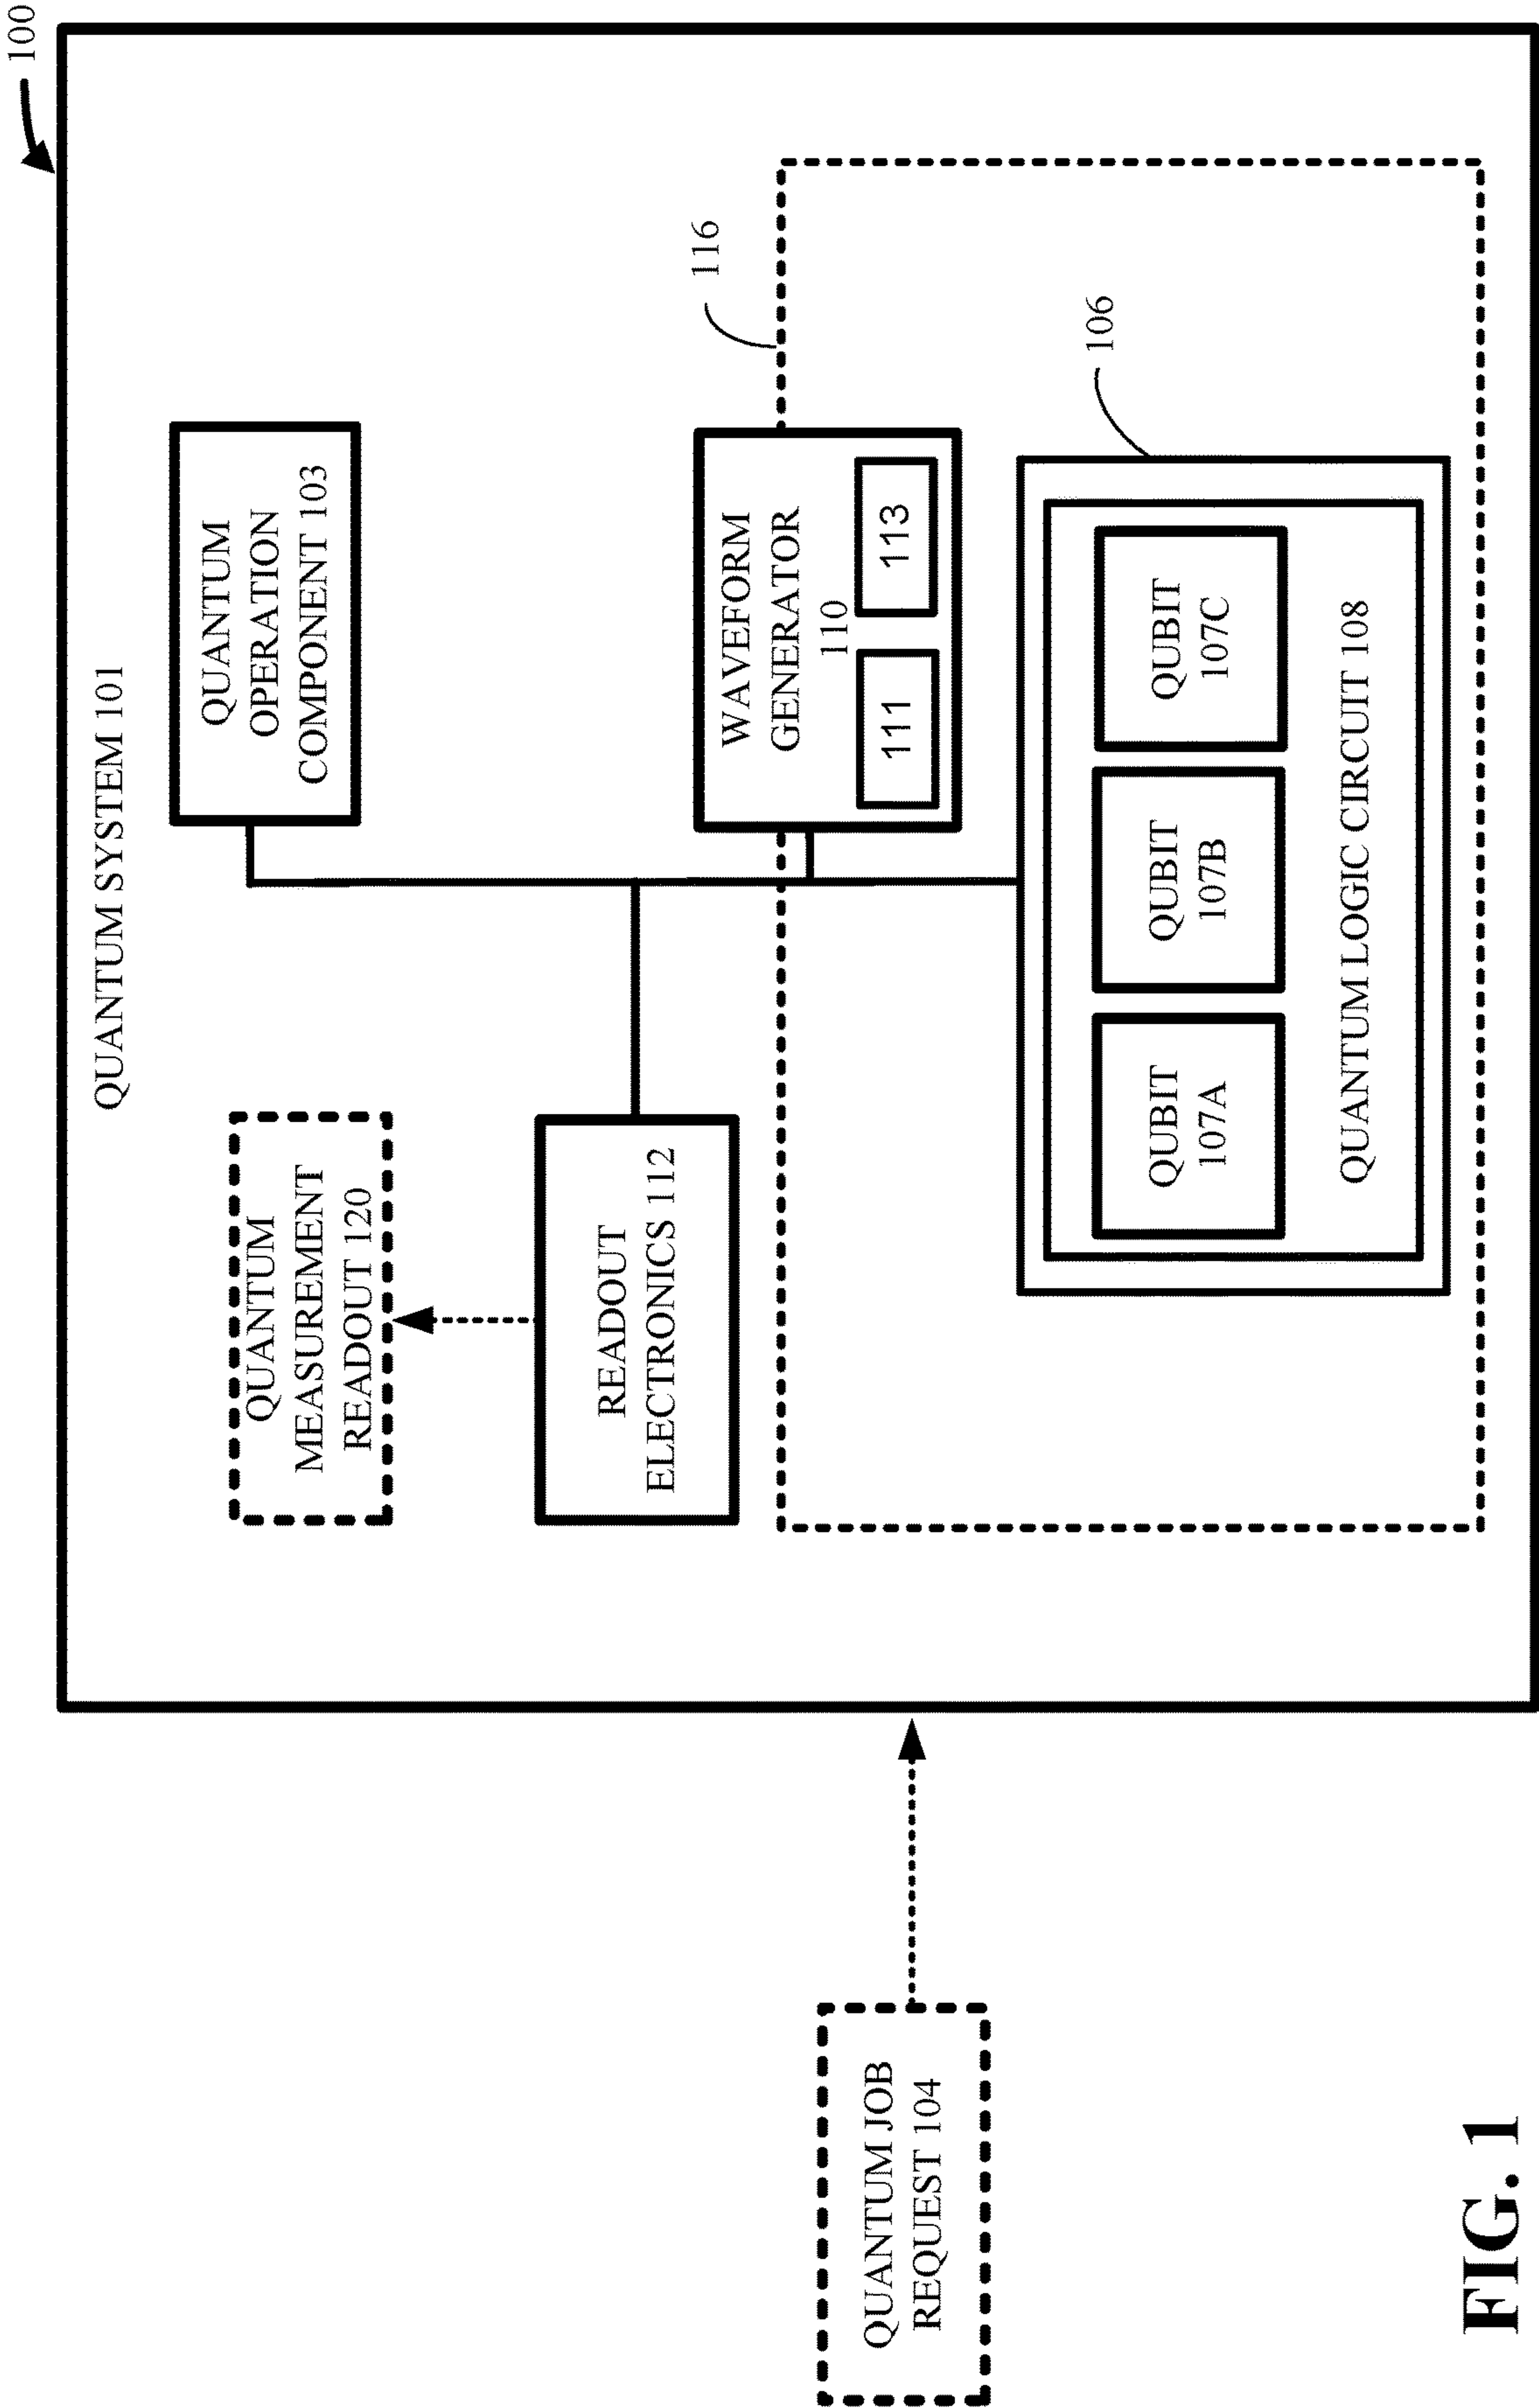 100
QUANTUM SYSTEM 101
QUANTUM
MEASUREMENT
READOUT 120
QUANTUM
OPERATION
COMPONENT 103
READOUT
ELECTRONICS 112
WAVEFORM
GENERATOR
110
111
113
116
106
QUBIT
107A
QUBIT
107B
QUBIT
107C
QUANTUM LOGIC CIRCUIT 108
QUANTUM JOB
REQUEST 104
FIG. 1